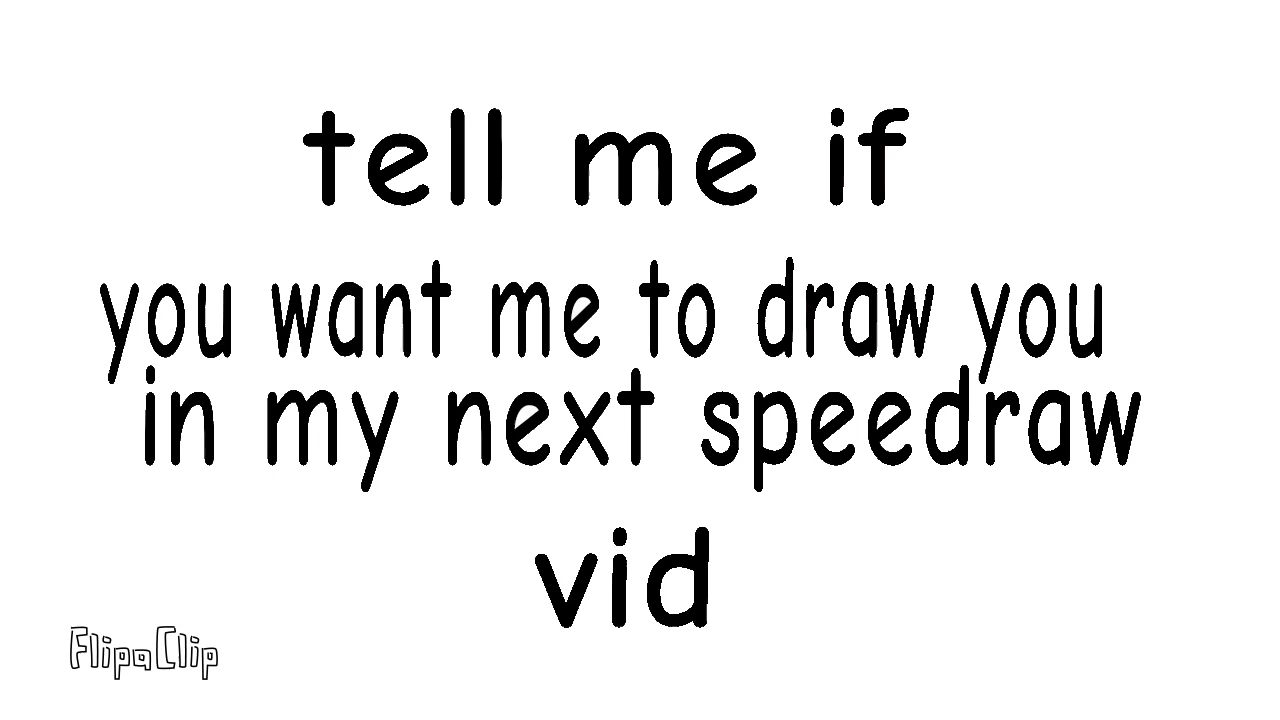 tell me if
you want me to draw you
in my next speedraw
vid
FlipaClip